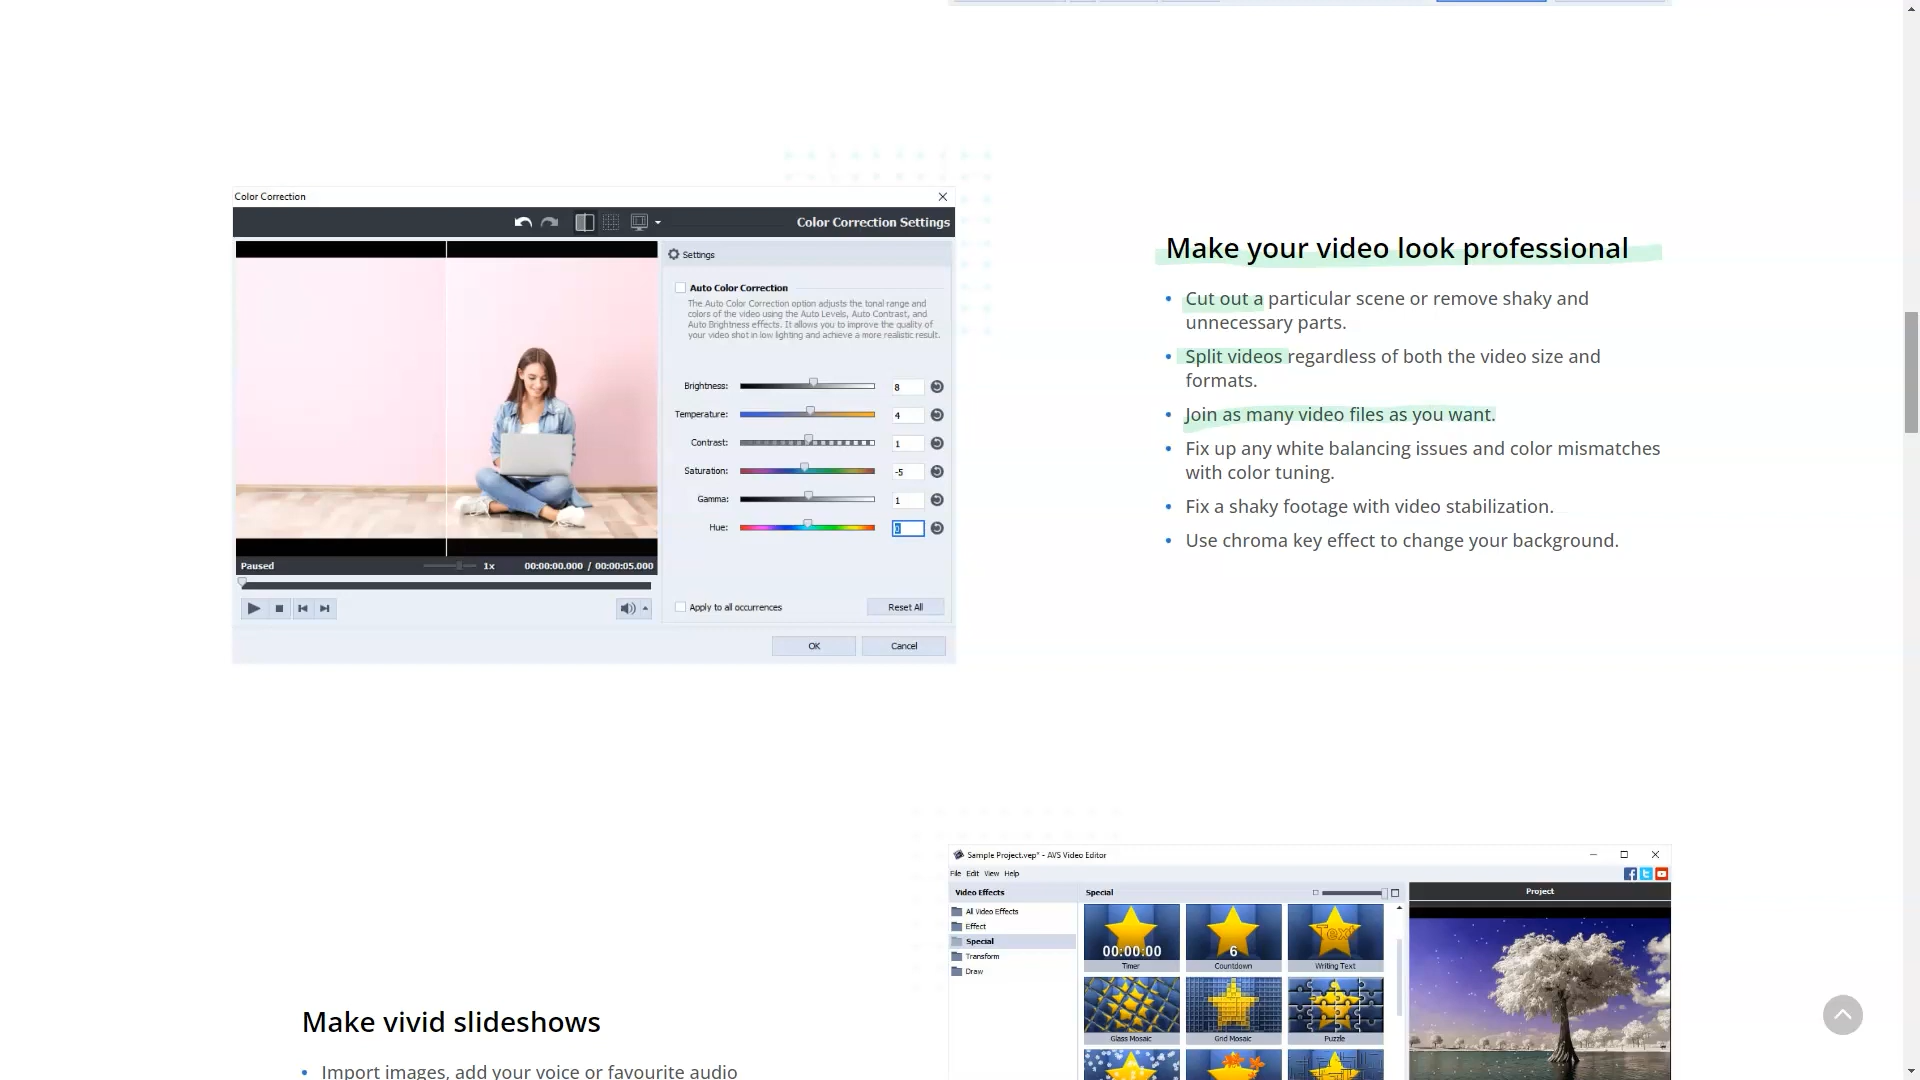 Color Correction
Color Correction Settings
Settings
Auto Color Correction
The Auto Color Correction option adjusts the tonal range and
colors of the video using the Auto Levels, Auto Contrast, and
Auto Brightness effects. It allows you to improve the quality of
your video shot in low lighting and achieve a more realistic result.
Brightness: 8
Temperature: 4
Contrast: 1
Saturation: -5
Gamma: 1
Hue: 0
Paused 1x 00:00:00.000 / 00:00:05.000
Apply to all occurrences Reset All
OK Cancel
Make your video look professional
Cut out a particular scene or remove shaky and
unnecessary parts.
Split videos regardless of both the video size and
formats.
Join as many video files as you want.
Fix up any white balancing issues and color mismatches
with color tuning.
Fix a shaky footage with video stabilization.
Use chroma key effect to change your background.
Sample Project.vep* - AVS Video Editor
File Edit View Help
Video Effects Special Project
All Video Effects
Effect
Special
Transform
Draw
00:00:00 6 Text
Timer Countdown Writing Text
Glass Mosaic Grid Mosaic Puzzle
Make vivid slideshows
Import images, add your voice or favourite audio